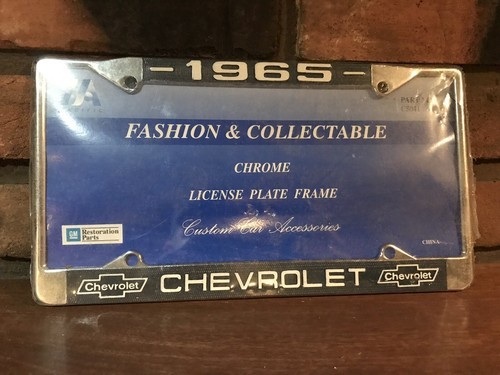 - 1965 -
FASHION & COLLECTABLE
CHROME
LICENSE PLATE FRAME
Custom Car Accessories
GM Restoration
Parts
CHINA
Chevrolet CHEVROLET Chevrolet